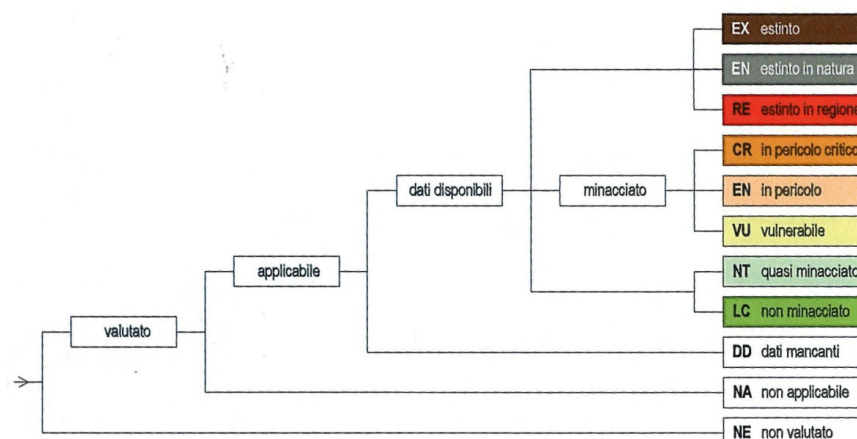 EX estinto
EN estinto in natura
RE estinto in regione
CR in pericolo critico
dati disponibili
minacciato
EN in pericolo
VU vulnerabile
applicabile
NT quasi minacciato
LC non minacciato
valutato
DD dati mancanti
NA non applicabile
NE non valutato